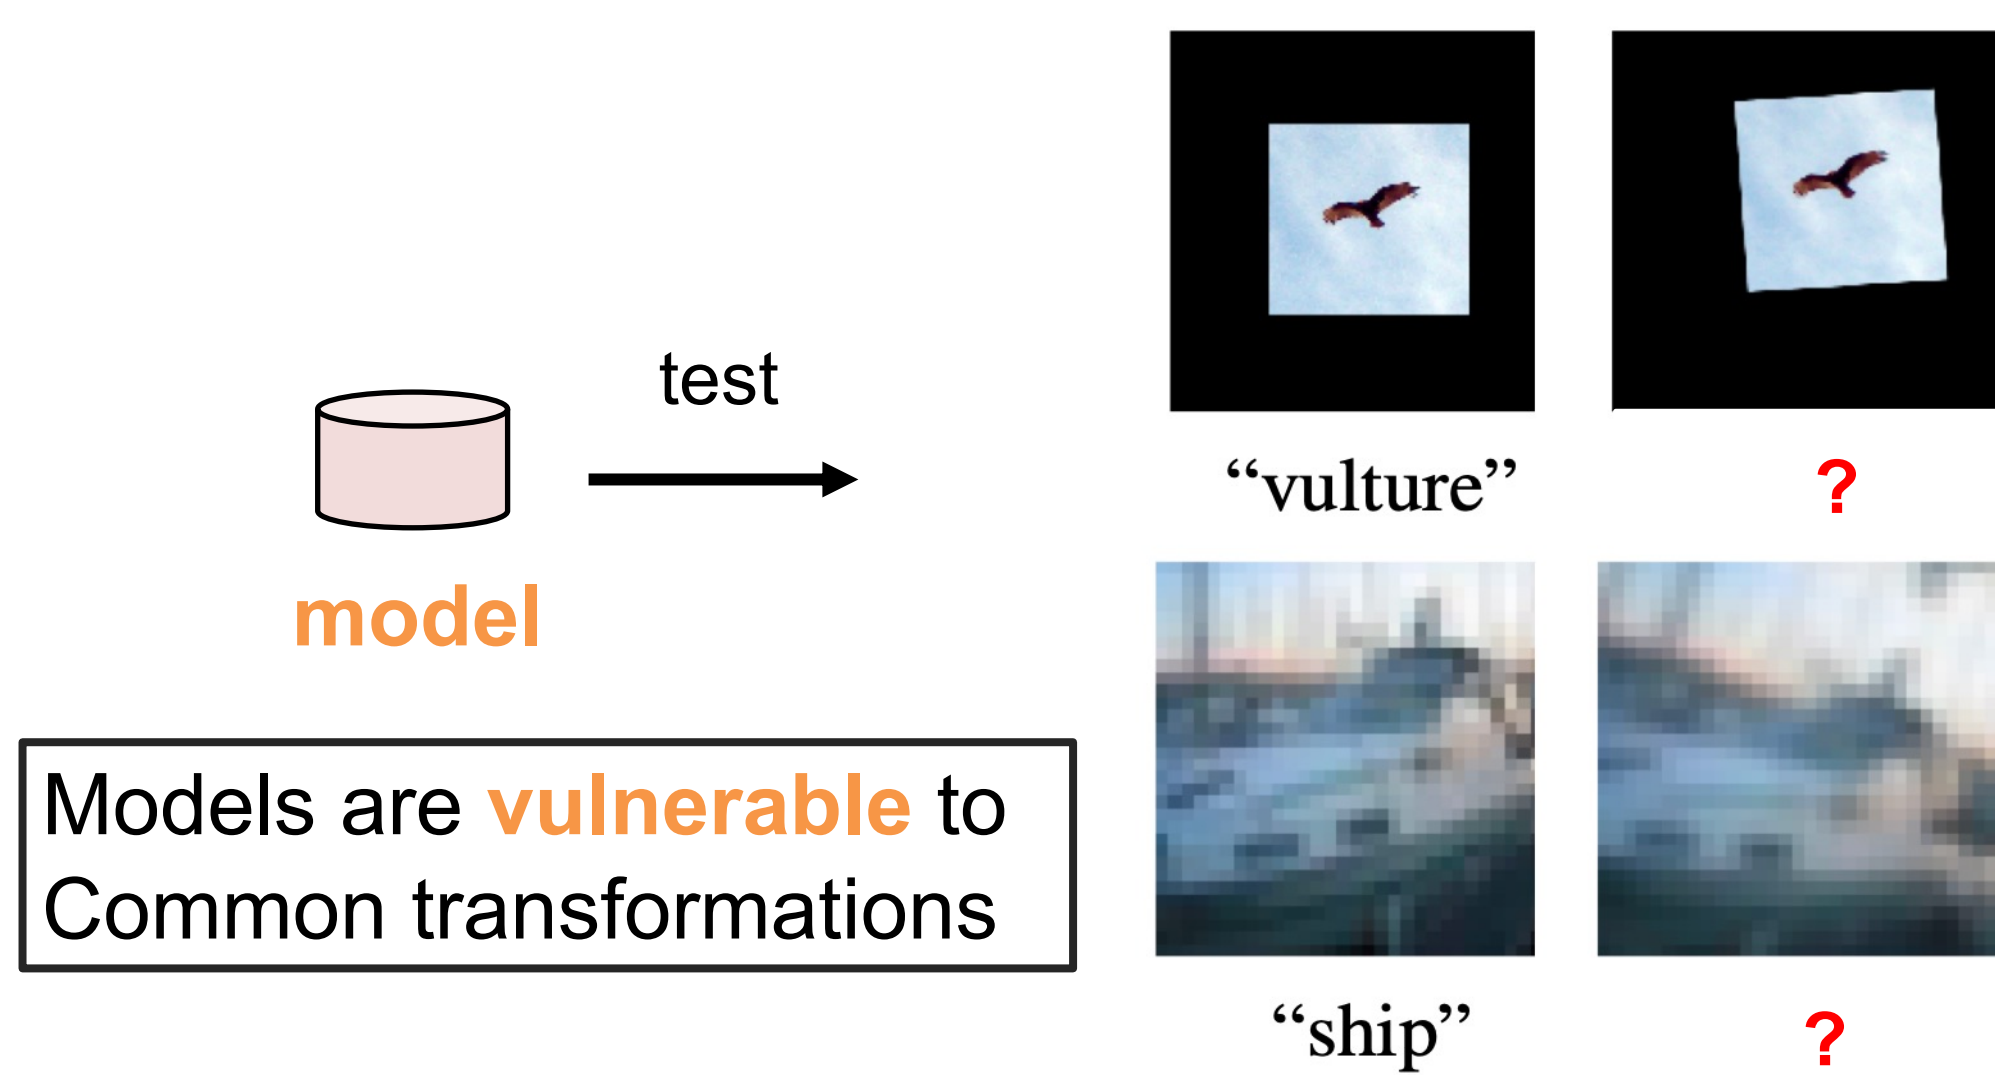 test
model
Models are vulnerable to
Common transformations
“vulture”
?
“ship”
?